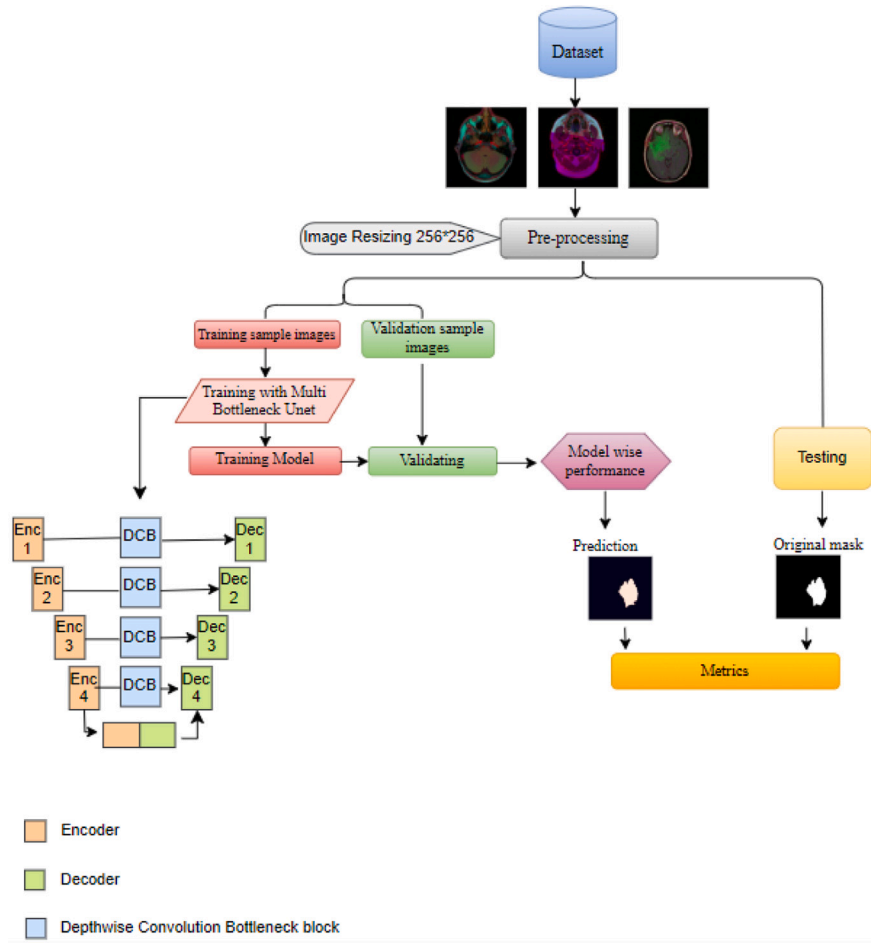 Dataset
Image Resizing 256*256
Pre-processing
Training sample images
Validation sample
images
Training with Multi
Bottleneck Unet
Training Model
Validating
Model wise
performance
Testing
Enc
1
DCB
Dec
1
Enc
2
DCB
Dec
2
Enc
3
DCB
Dec
3
Enc
4
DCB
Dec
4
Prediction
Original mask
Metrics
Encoder
Decoder
Depthwise Convolution Bottleneck block